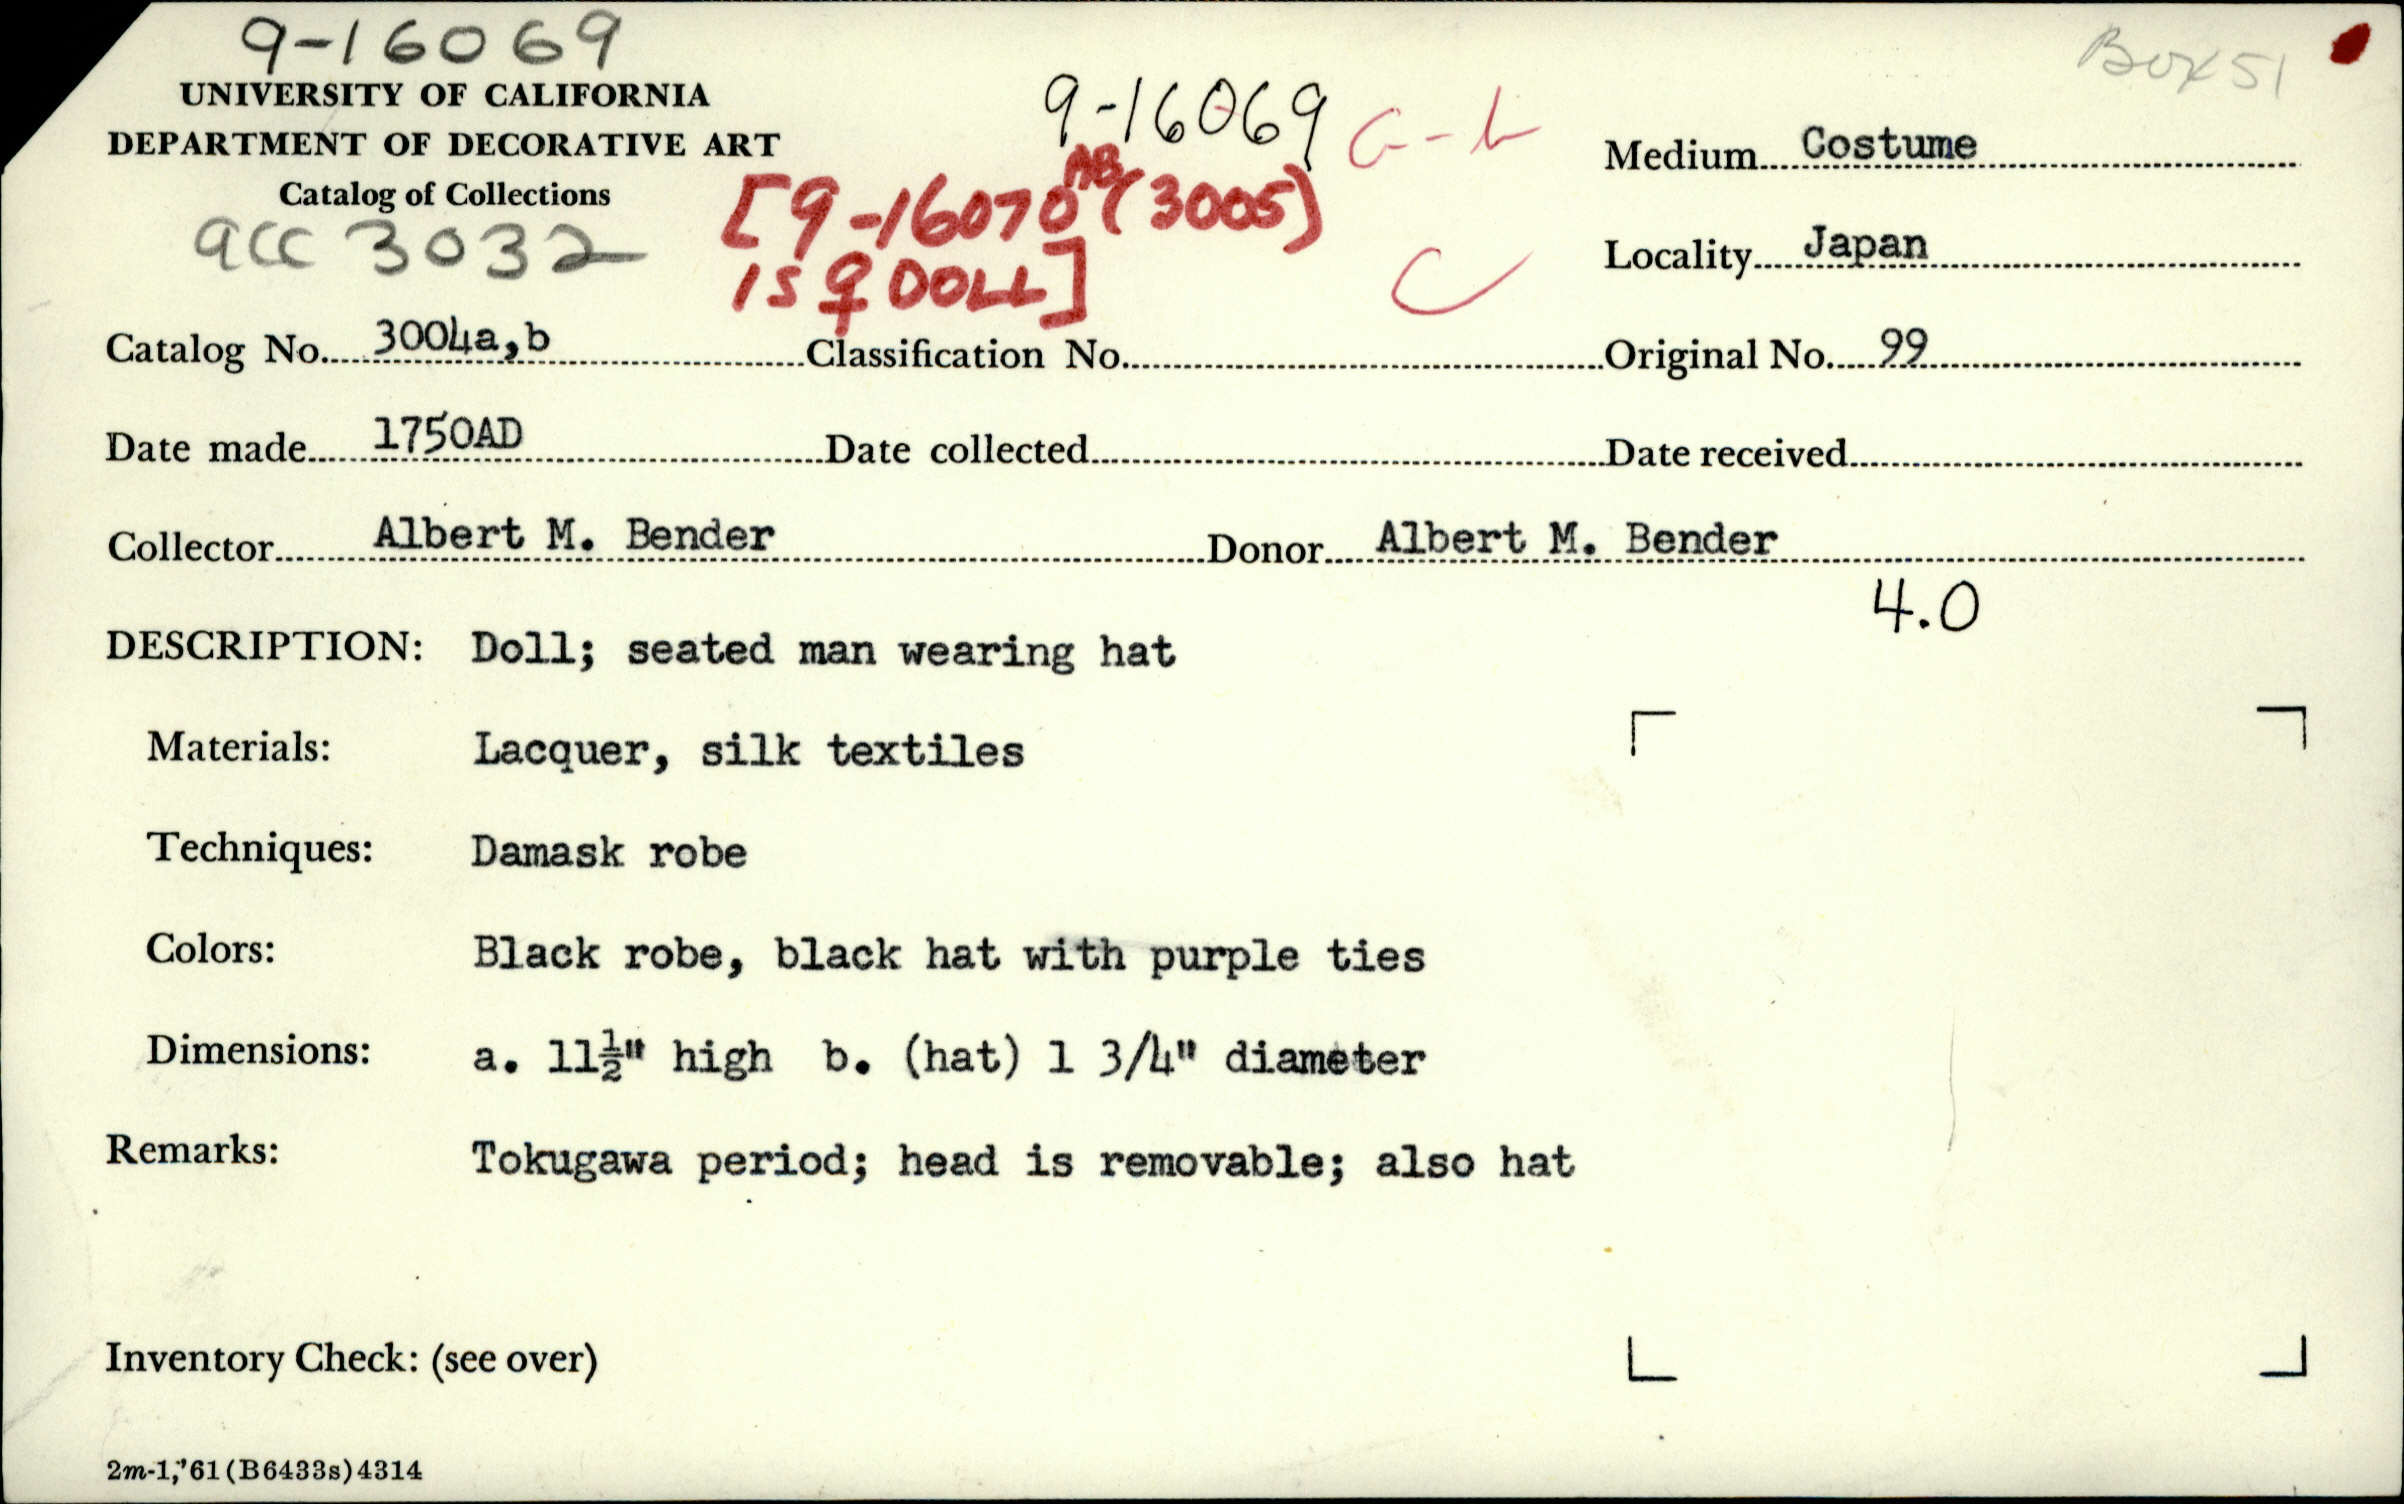 9-16069
UNIVERSITY OF CALIFORNIA
DEPARTMENT OF DECORATIVE ART
Catalog of Collections
acc 3032
9-16069 a-b
[9-16070AB (3005)
IS ♀ DOLL]
C
Box 51
Medium Costume
Locality Japan
Catalog No. 3004a,b Classification No. Original No. 99
Date made 1750AD Date collected Date received
Collector Albert M. Bender Donor Albert M. Bender
4.0
DESCRIPTION: Doll; seated man wearing hat
Materials: Lacquer, silk textiles
Techniques: Damask robe
Colors: Black robe, black hat with purple ties
Dimensions: a. 11½" high b. (hat) 1 3/4" diameter
Remarks: Tokugawa period; head is removable; also hat
Inventory Check: (see over)
2m-1,'61(B6433s)4314